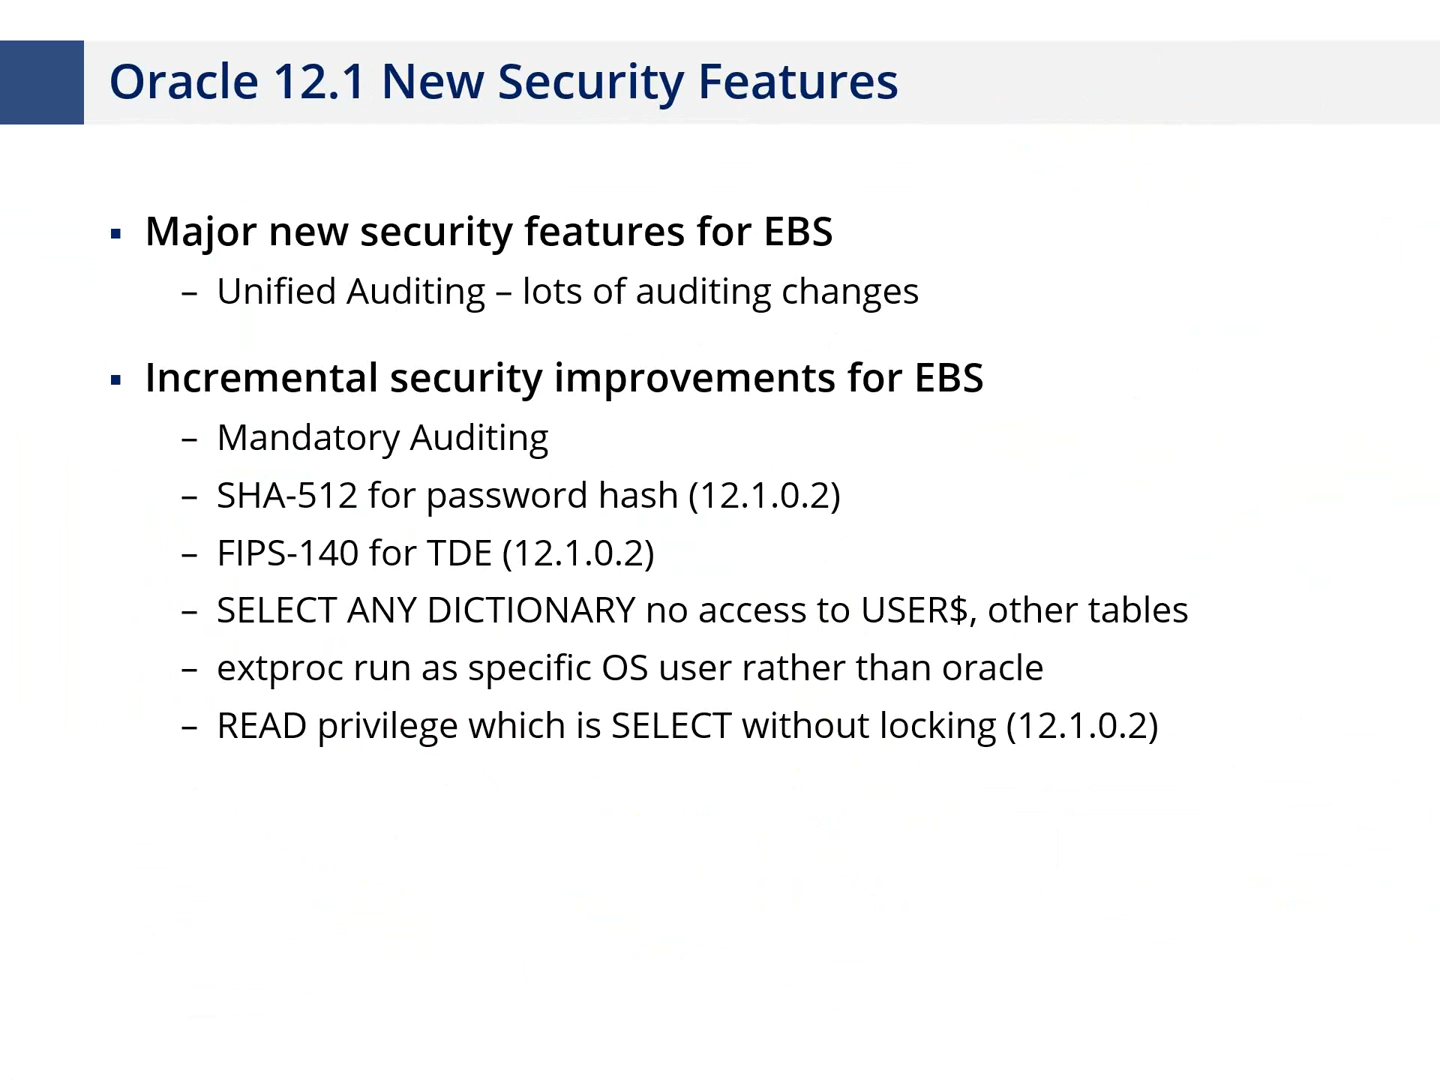 Oracle 12.1 New Security Features
▪ Major new security features for EBS
– Unified Auditing – lots of auditing changes
▪ Incremental security improvements for EBS
– Mandatory Auditing
– SHA-512 for password hash (12.1.0.2)
– FIPS-140 for TDE (12.1.0.2)
– SELECT ANY DICTIONARY no access to USER$, other tables
– extproc run as specific OS user rather than oracle
– READ privilege which is SELECT without locking (12.1.0.2)